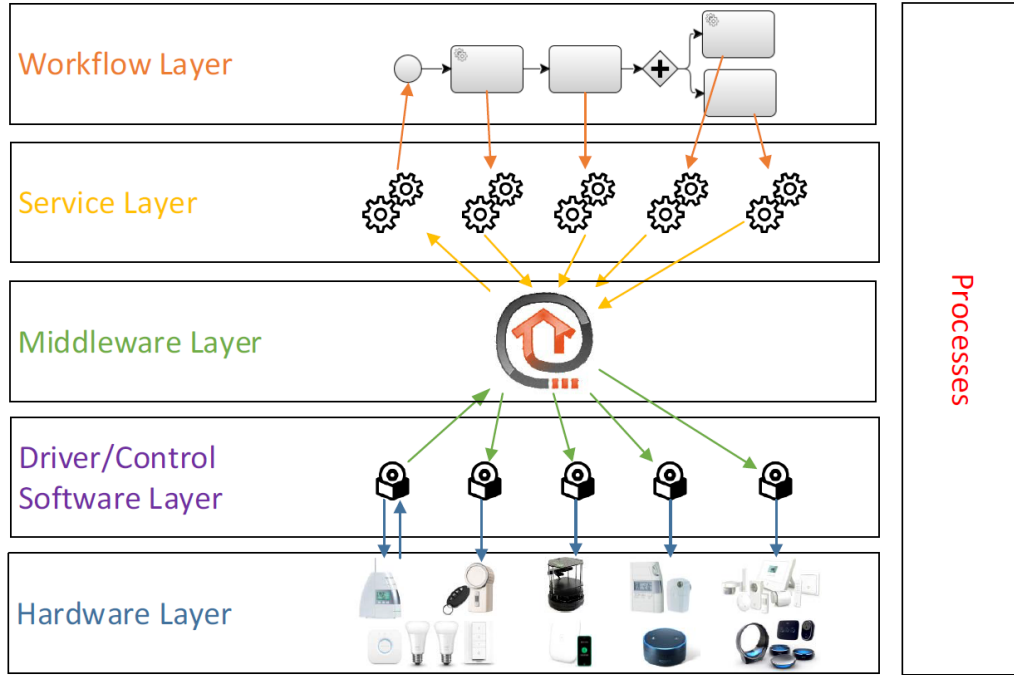 Workflow Layer
Service Layer
Middleware Layer
Driver/Control
Software Layer
Hardware Layer
Processes